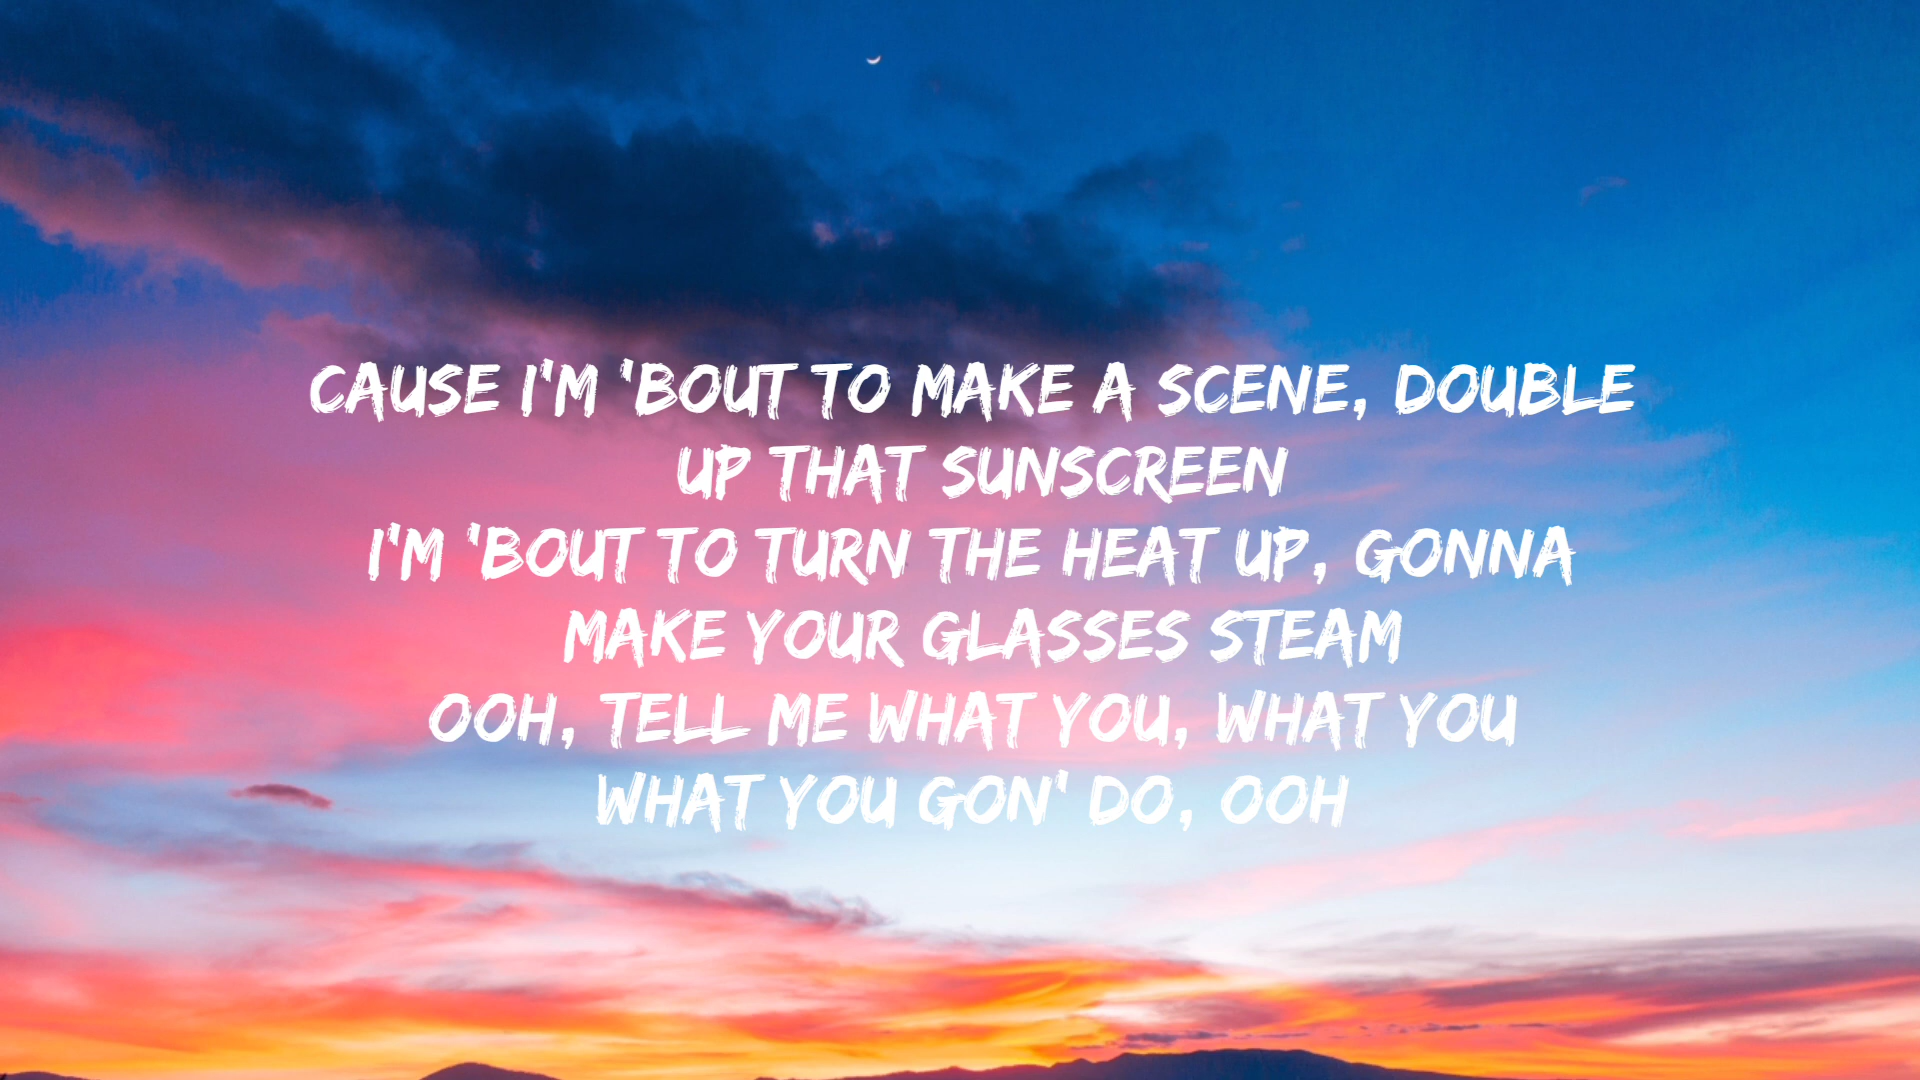 CAUSE I'M 'BOUT TO MAKE A SCENE, DOUBLE
UP THAT SUNSCREEN
I'M 'BOUT TO TURN THE HEAT UP, GONNA
MAKE YOUR GLASSES STEAM
OOH, TELL ME WHAT YOU, WHAT YOU
WHAT YOU GON' DO, OOH